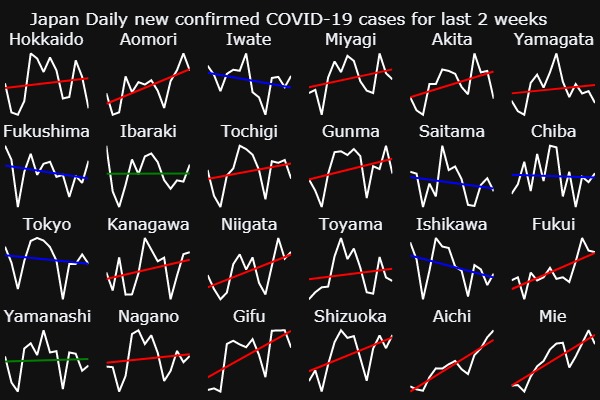 Japan Daily new confirmed COVID-19 cases for last 2 weeks
Hokkaido Aomori Iwate Miyagi Akita Yamagata
Fukushima Ibaraki Tochigi Gunma Saitama Chiba
Tokyo Kanagawa Niigata Toyama Ishikawa Fukui
Yamanashi Nagano Gifu Shizuoka Aichi Mie